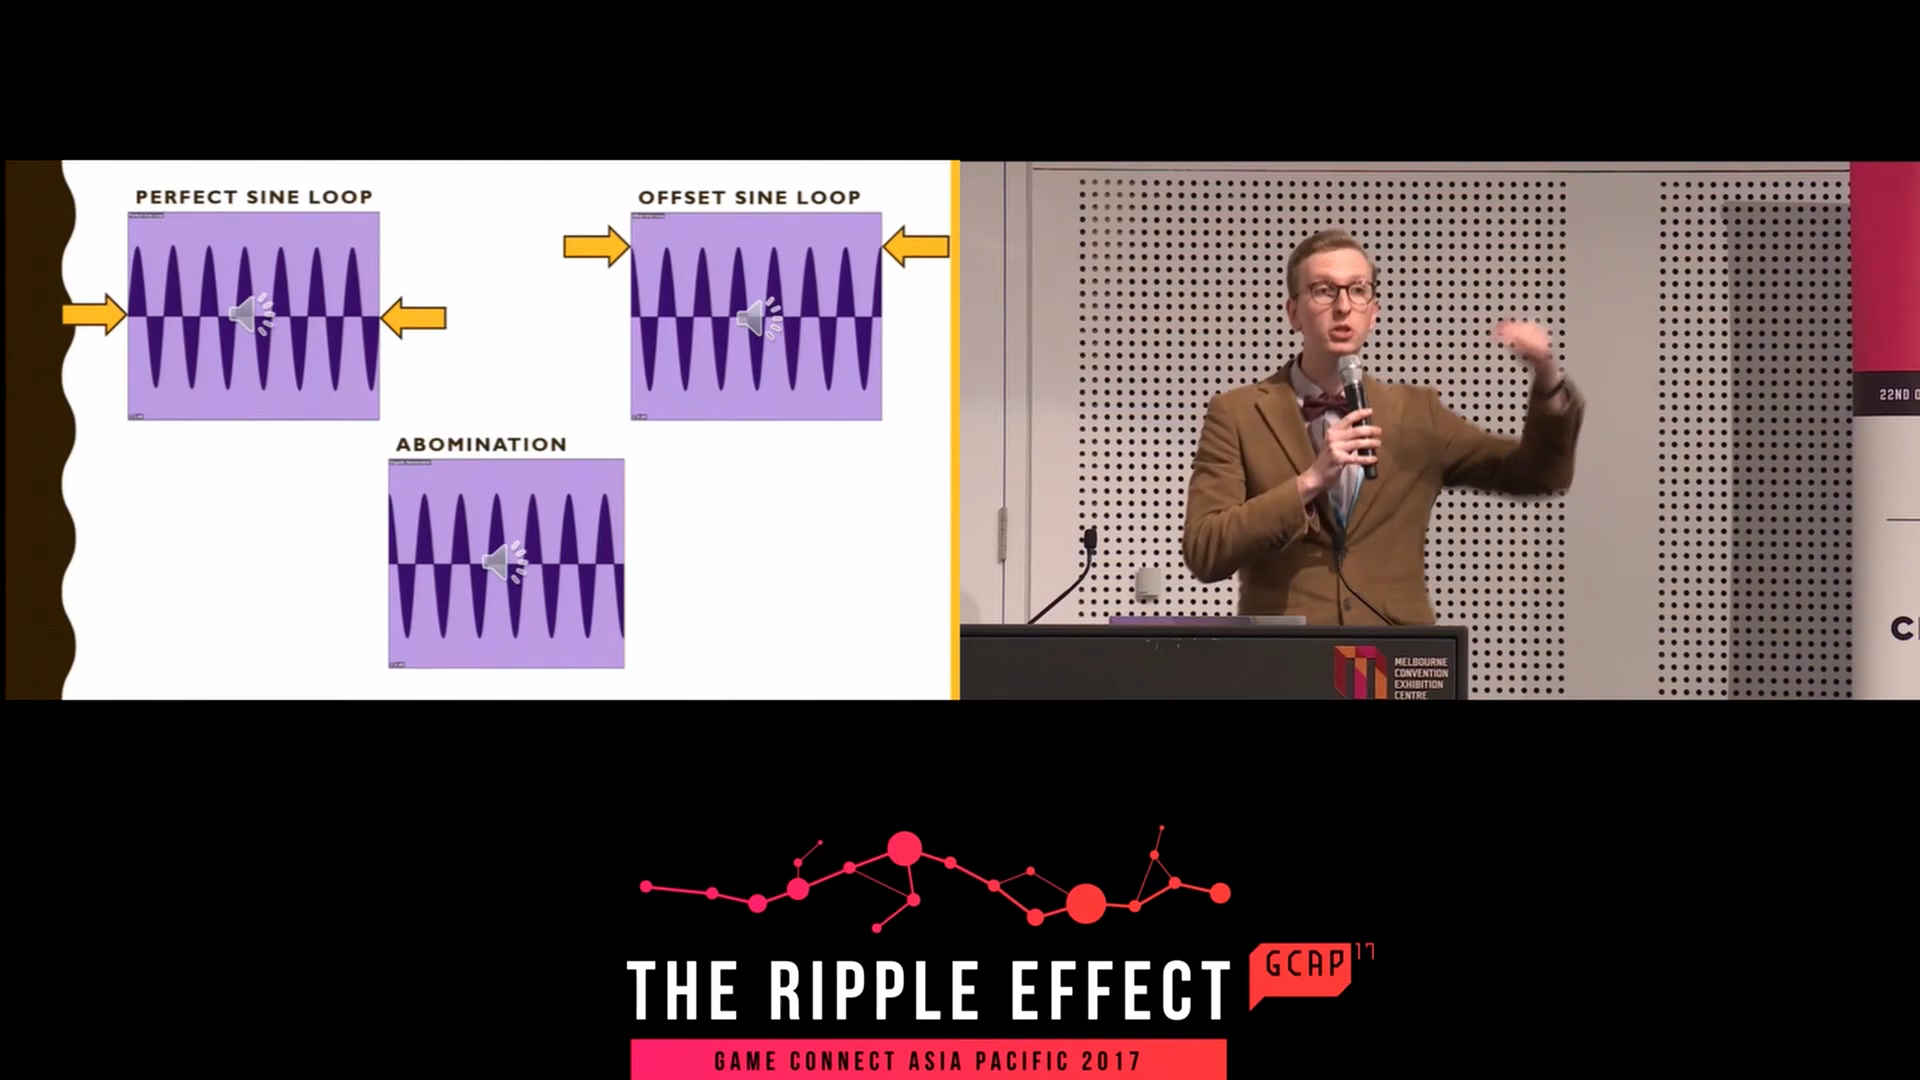 PERFECT SINE LOOP
OFFSET SINE LOOP
ABOMINATION
22ND O
C
MELBOURNE
CONVENTION
EXHIBITION
CENTRE
THE RIPPLE EFFECT
GCAP 17
GAME CONNECT ASIA PACIFIC 2017